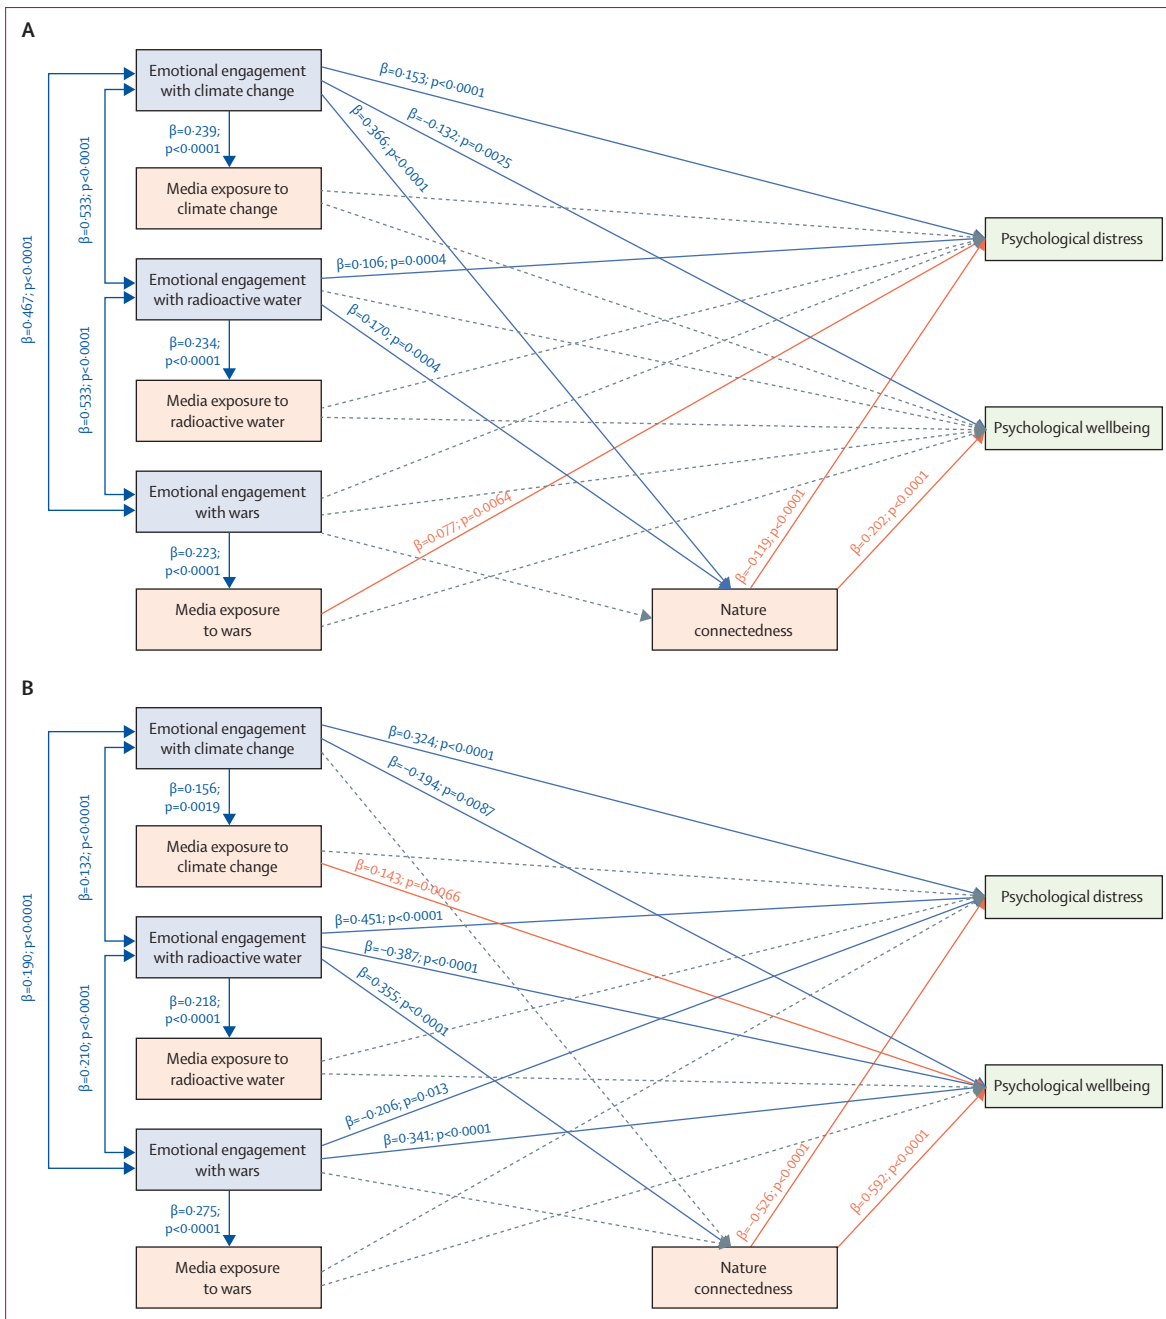 A
Emotional engagement
with climate change
β=0·239;
p<0·0001
Media exposure to
climate change
Emotional engagement
with radioactive water
β=0·234;
p<0·0001
Media exposure to
radioactive water
Emotional engagement
with wars
β=0·223;
p<0·0001
Media exposure
to wars
β=0·467; p<0·0001
β=0·533; p<0·0001
β=0·533; p<0·0001
β=0·153; p<0·0001
β=–0·132; p=0·0025
β=0·366; p<0·0001
β=0·106; p=0·0004
β=0·170; p=0·0004
β=0·077; p=0·0064
β=–0·119; p<0·0001
β=0·202; p<0·0001
Nature
connectedness
Psychological distress
Psychological wellbeing
B
Emotional engagement
with climate change
β=0·156;
p=0·0019
Media exposure to
climate change
Emotional engagement
with radioactive water
β=0·218;
p<0·0001
Media exposure to
radioactive water
Emotional engagement
with wars
β=0·275;
p<0·0001
Media exposure
to wars
β=0·190; p<0·0001
β=0·132; p<0·0001
β=0·210; p<0·0001
β=0·324; p<0·0001
β=–0·194; p=0·0087
β=0·143; p=0·0066
β=0·451; p<0·0001
β=–0·387; p<0·0001
β=0·355; p<0·0001
β=–0·206; p=0·013
β=0·341; p<0·0001
β=–0·526; p<0·0001
β=0·592; p<0·0001
Nature
connectedness
Psychological distress
Psychological wellbeing